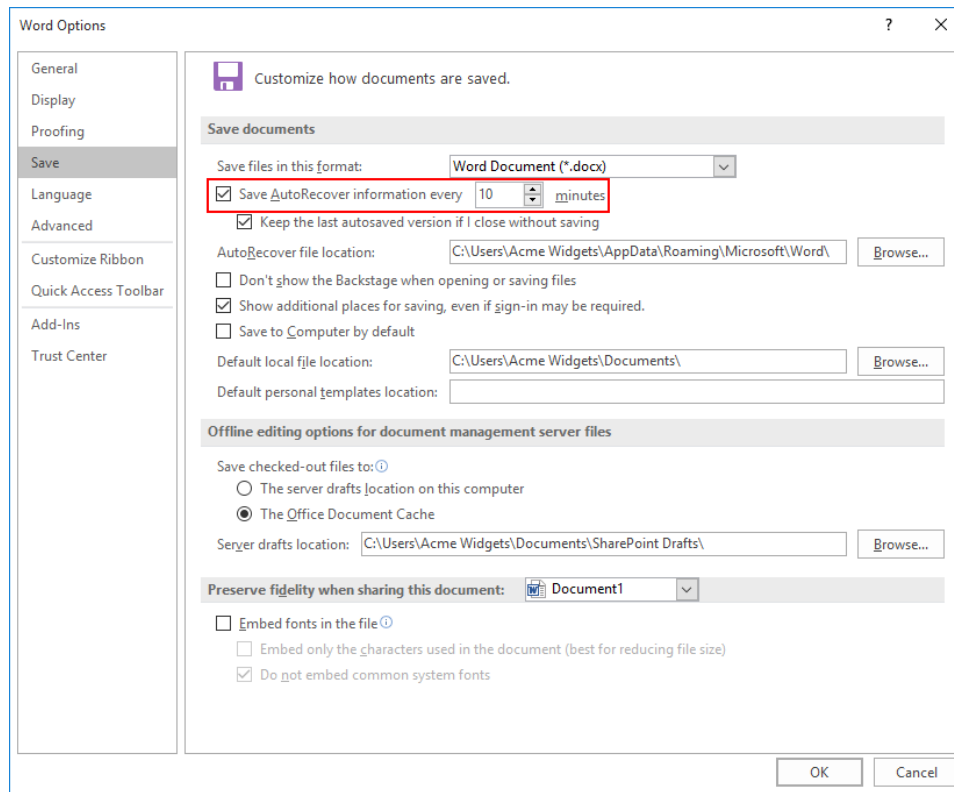 Word Options ? X
General
Display
Proofing
Save
Language
Advanced
Customize Ribbon
Quick Access Toolbar
Add-Ins
Trust Center
Customize how documents are saved.
Save documents
Save files in this format: Word Document (*.docx)
Save AutoRecover information every 10 minutes
Keep the last autosaved version if I close without saving
AutoRecover file location: C:\Users\Acme Widgets\AppData\Roaming\Microsoft\Word\ Browse...
Don't show the Backstage when opening or saving files
Show additional places for saving, even if sign-in may be required.
Save to Computer by default
Default local file location: C:\Users\Acme Widgets\Documents\ Browse...
Default personal templates location:
Offline editing options for document management server files
Save checked-out files to:
The server drafts location on this computer
The Office Document Cache
Server drafts location: C:\Users\Acme Widgets\Documents\SharePoint Drafts\ Browse...
Preserve fidelity when sharing this document: Document1
Embed fonts in the file
Embed only the characters used in the document (best for reducing file size)
Do not embed common system fonts
OK Cancel